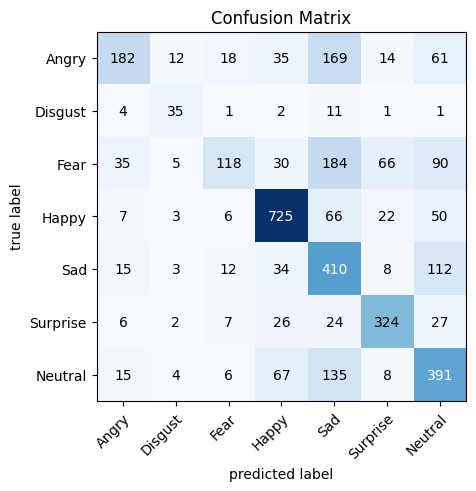 Confusion Matrix
Angry 182 12 18 35 169 14 61
Disgust 4 35 1 2 11 1 1
Fear 35 5 118 30 184 66 90
Happy 7 3 6 725 66 22 50
Sad 15 3 12 34 410 8 112
Surprise 6 2 7 26 24 324 27
Neutral 15 4 6 67 135 8 391
true label
Angry Disgust Fear Happy Sad Surprise Neutral
predicted label